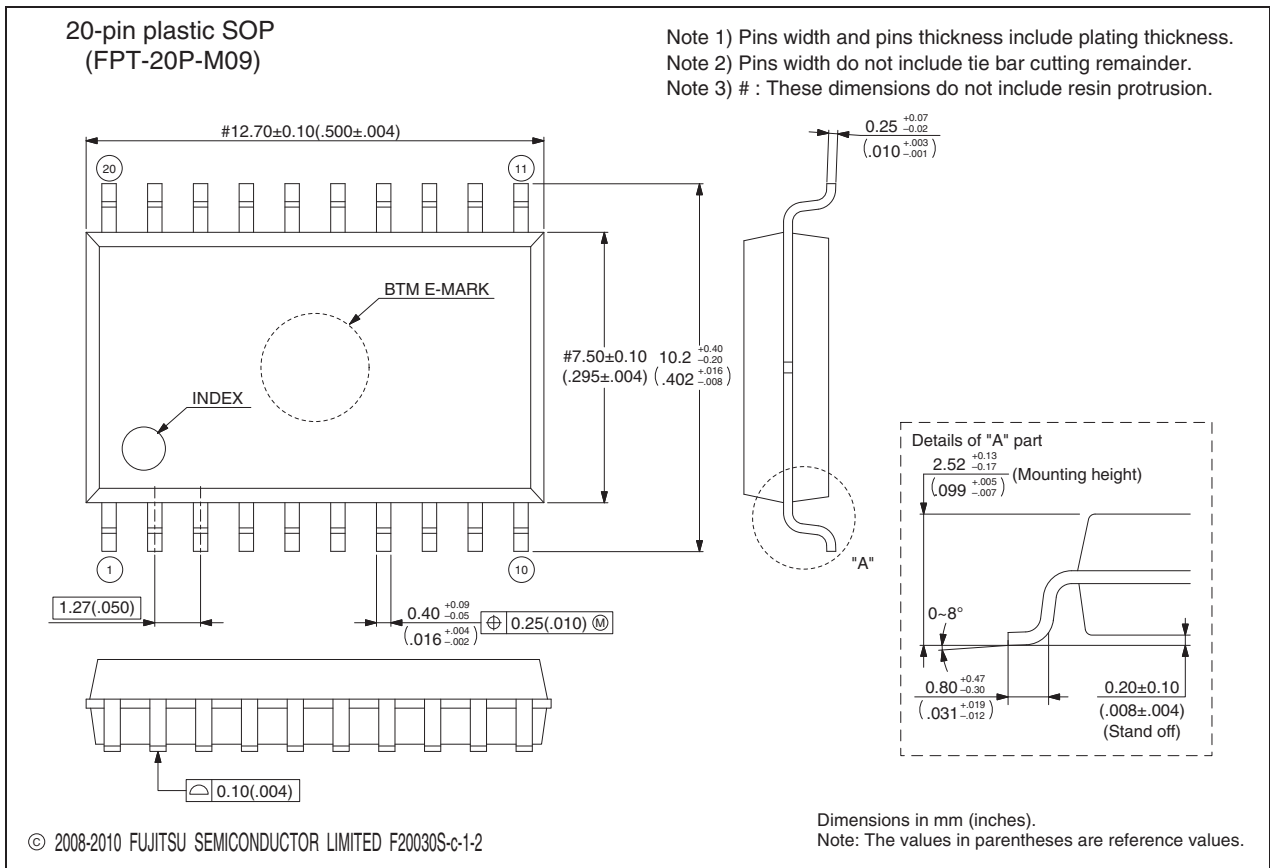 20-pin plastic SOP
(FPT-20P-M09)
Note 1) Pins width and pins thickness include plating thickness.
Note 2) Pins width do not include tie bar cutting remainder.
Note 3) # : These dimensions do not include resin protrusion.
#12.70±0.10(.500±.004)
0.25 +0.07 –0.02
(.010 +.003 –.001)
20
11
BTM E-MARK
#7.50±0.10
(.295±.004)
10.2 +0.40 –0.20
(.402 +.016 –.008)
INDEX
1
10
"A"
1.27(.050)
0.40 +0.09 –0.05
(.016 +.004 –.002)
⌖ 0.25(.010) Ⓜ
⌓ 0.10(.004)
Details of "A" part
2.52 +0.13 –0.17
(.099 +.005 –.007)
(Mounting height)
0~8°
0.80 +0.47 –0.30
(.031 +.019 –.012)
0.20±0.10
(.008±.004)
(Stand off)
© 2008-2010 FUJITSU SEMICONDUCTOR LIMITED F20030S-c-1-2
Dimensions in mm (inches).
Note: The values in parentheses are reference values.